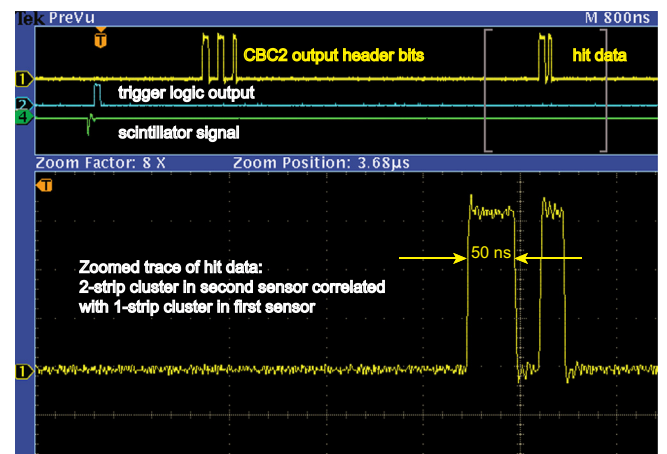 Tek PreVu M 800ns
T
CBC2 output header bits hit data
1
trigger logic output
2
4
scintillator signal
Zoom Factor: 8 X Zoom Position: 3.68µs
T
50 ns
Zoomed trace of hit data:
2-strip cluster in second sensor correlated
with 1-strip cluster in first sensor
1